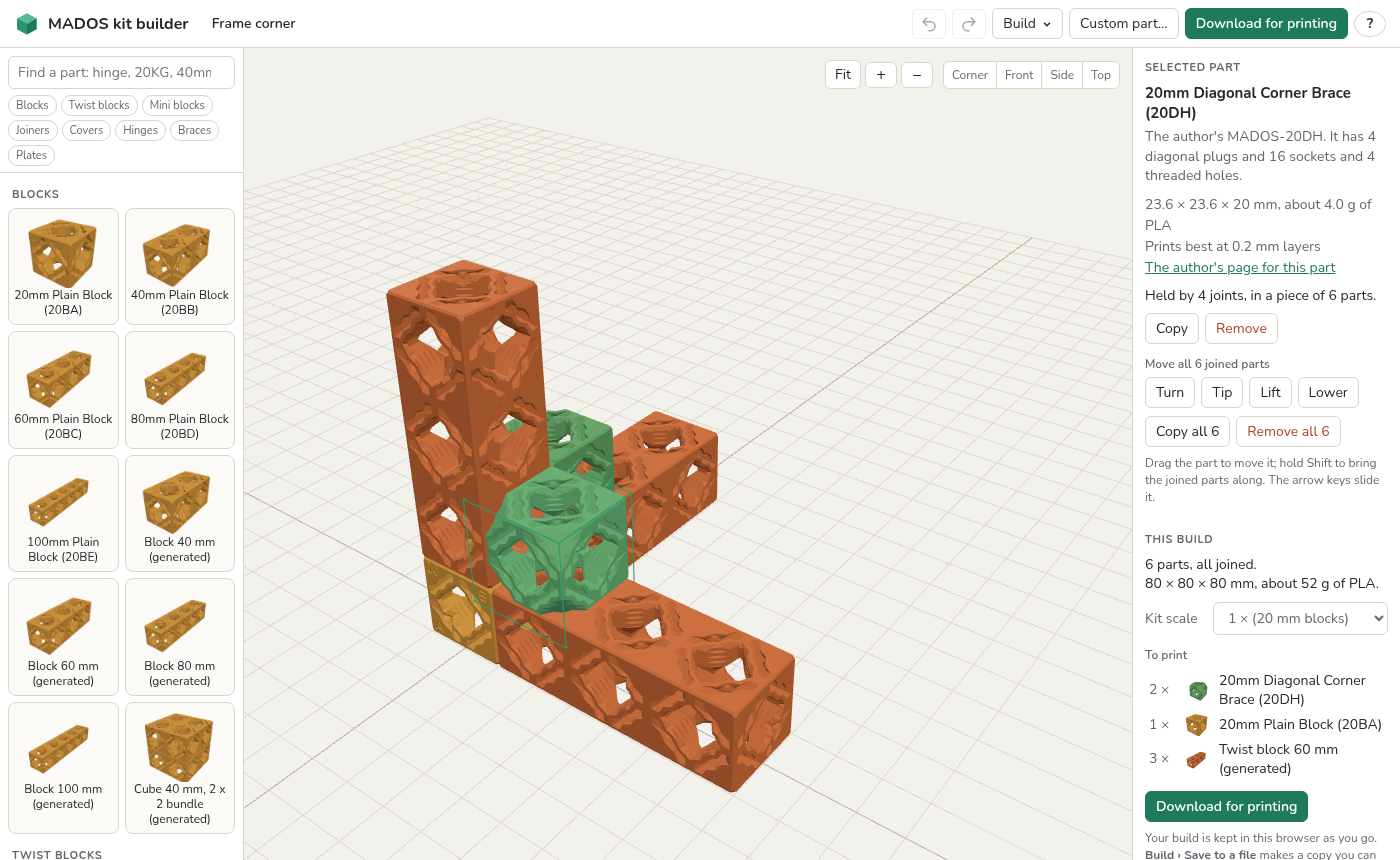 MADOS kit builder
Frame corner
Build
Custom part...
Download for printing
?
Find a part: hinge, 20KG, 40mm
Blocks
Twist blocks
Mini blocks
Joiners
Covers
Hinges
Braces
Plates
BLOCKS
20mm Plain Block
(20BA)
40mm Plain Block
(20BB)
60mm Plain Block
(20BC)
80mm Plain Block
(20BD)
100mm Plain
Block (20BE)
Block 40 mm
(generated)
Block 60 mm
(generated)
Block 80 mm
(generated)
Block 100 mm
(generated)
Cube 40 mm, 2 x
2 bundle
(generated)
TWIST BLOCKS
Fit
+
–
Corner
Front
Side
Top
SELECTED PART
20mm Diagonal Corner Brace
(20DH)
The author's MADOS-20DH. It has 4
diagonal plugs and 16 sockets and 4
threaded holes.
23.6 × 23.6 × 20 mm, about 4.0 g of
PLA
Prints best at 0.2 mm layers
The author's page for this part
Held by 4 joints, in a piece of 6 parts.
Copy
Remove
Move all 6 joined parts
Turn
Tip
Lift
Lower
Copy all 6
Remove all 6
Drag the part to move it; hold Shift to bring
the joined parts along. The arrow keys slide
it.
THIS BUILD
6 parts, all joined.
80 × 80 × 80 mm, about 52 g of PLA.
Kit scale
1 × (20 mm blocks)
To print
2 ×
20mm Diagonal Corner
Brace (20DH)
1 ×
20mm Plain Block (20BA)
3 ×
Twist block 60 mm
(generated)
Download for printing
Your build is kept in this browser as you go.
Build › Save to a file makes a copy you can